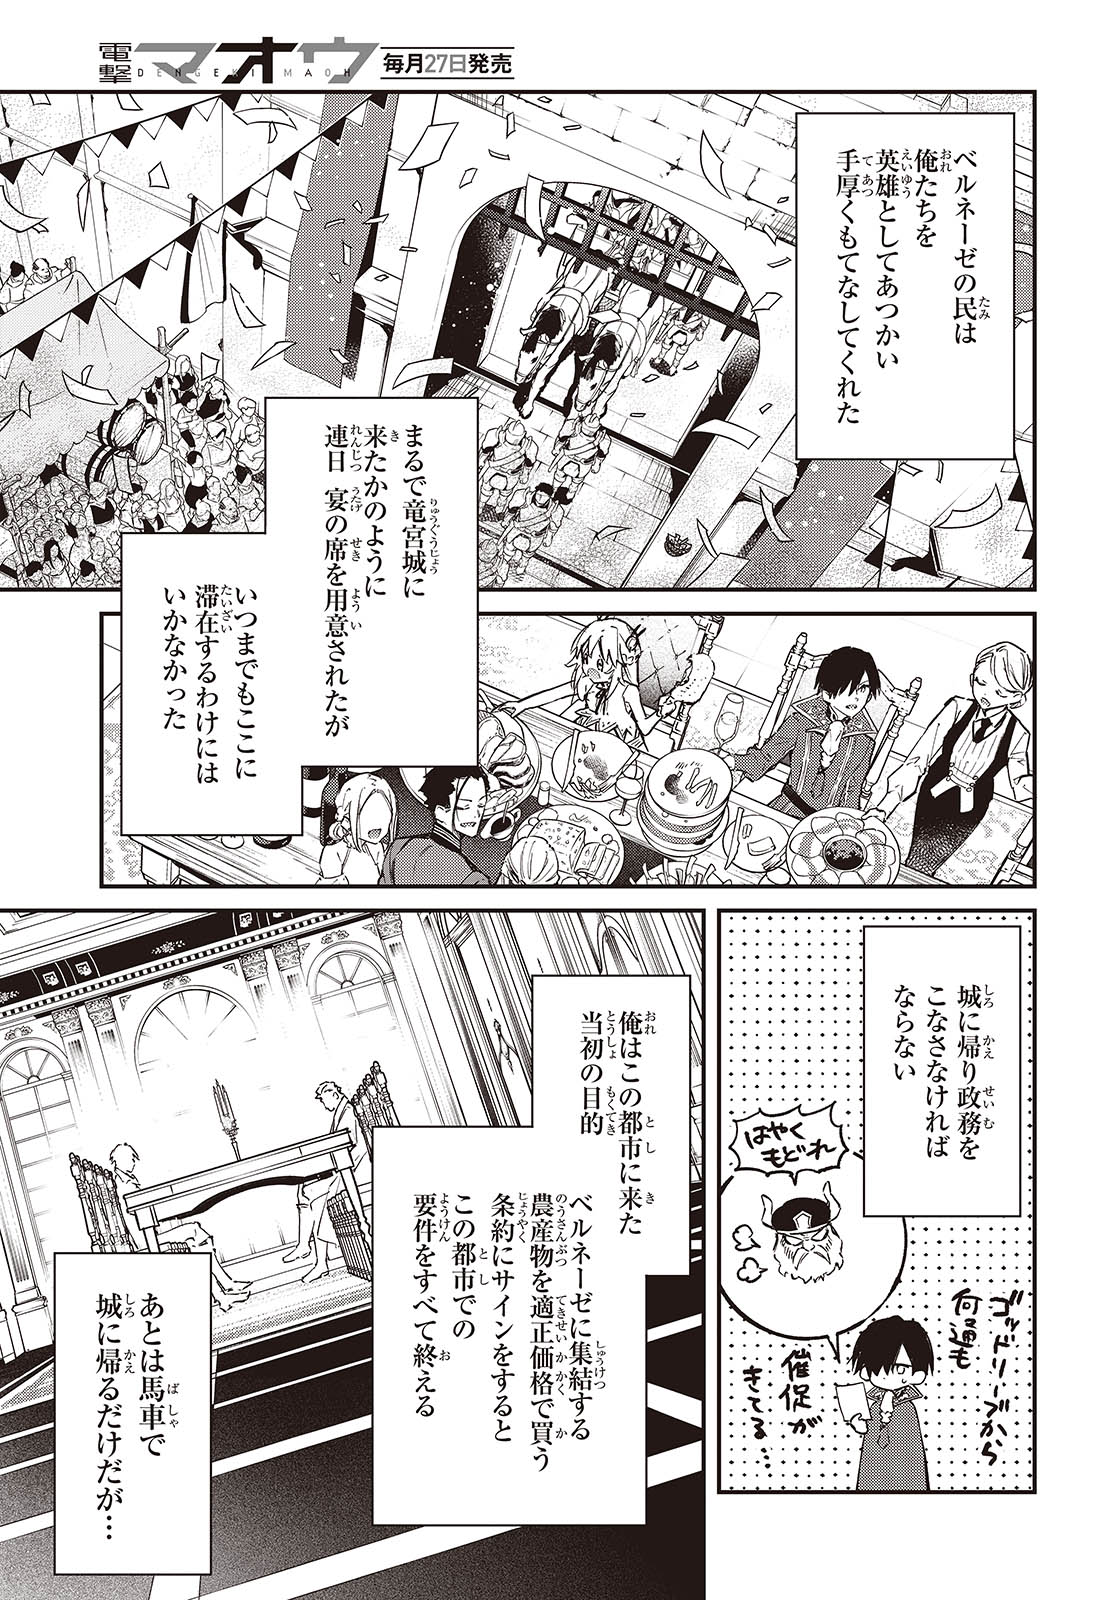 電撃マオウ
DENGEKI MAOH
毎月27日発売
ベルネーゼの民は
俺たちを
英雄としてあつかい
手厚くもてなしてくれた
まるで竜宮城に
来たかのように
連日 宴の席を用意されたが
いつまでもここに
滞在するわけには
いかなかった
城に帰り政務を
こなさなければ
ならない
はやく
もどれ
ゴッドリーブから
何通も
催促が
きてる…
俺はこの都市に来た
当初の目的
ベルネーゼに集結する
農産物を適正価格で買う
条約にサインをすると
この都市での
要件をすべて終える
あとは馬車で
城に帰るだけだが…